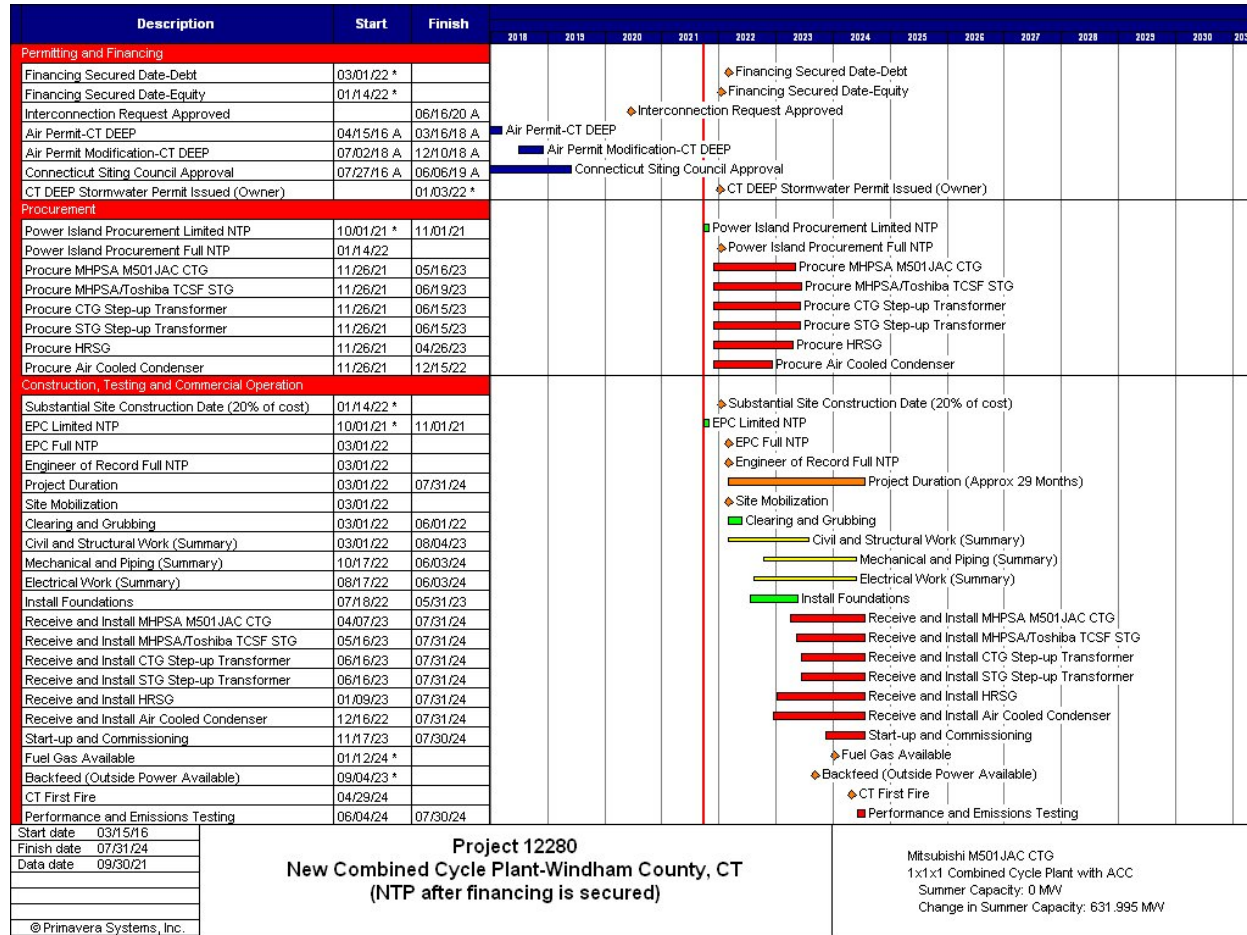 Description Start Finish
2018 2019 2020 2021 2022 2023 2024 2025 2026 2027 2028 2029 2030
Permitting and Financing
Financing Secured Date-Debt 03/01/22 * Financing Secured Date-Debt
Financing Secured Date-Equity 01/14/22 * Financing Secured Date-Equity
Interconnection Request Approved 06/16/20 A Interconnection Request Approved
Air Permit-CT DEEP 04/15/16 A 03/16/18 A Air Permit-CT DEEP
Air Permit Modification-CT DEEP 07/02/18 A 12/10/18 A Air Permit Modification-CT DEEP
Connecticut Siting Council Approval 07/27/16 A 06/06/19 A Connecticut Siting Council Approval
CT DEEP Stormwater Permit Issued (Owner) 01/03/22 * CT DEEP Stormwater Permit Issued (Owner)
Procurement
Power Island Procurement Limited NTP 10/01/21 * 11/01/21 Power Island Procurement Limited NTP
Power Island Procurement Full NTP 01/14/22 Power Island Procurement Full NTP
Procure MHPSA M501JAC CTG 11/26/21 05/16/23 Procure MHPSA M501JAC CTG
Procure MHPSA/Toshiba TCSF STG 11/26/21 06/19/23 Procure MHPSA/Toshiba TCSF STG
Procure CTG Step-up Transformer 11/26/21 06/15/23 Procure CTG Step-up Transformer
Procure STG Step-up Transformer 11/26/21 06/15/23 Procure STG Step-up Transformer
Procure HRSG 11/26/21 04/26/23 Procure HRSG
Procure Air Cooled Condenser 11/26/21 12/15/22 Procure Air Cooled Condenser
Construction, Testing and Commercial Operation
Substantial Site Construction Date (20% of cost) 01/14/22 * Substantial Site Construction Date (20% of cost)
EPC Limited NTP 10/01/21 * 11/01/21 EPC Limited NTP
EPC Full NTP 03/01/22 EPC Full NTP
Engineer of Record Full NTP 03/01/22 Engineer of Record Full NTP
Project Duration 03/01/22 07/31/24 Project Duration (Approx 29 Months)
Site Mobilization 03/01/22 Site Mobilization
Clearing and Grubbing 03/01/22 06/01/22 Clearing and Grubbing
Civil and Structural Work (Summary) 03/01/22 08/04/23 Civil and Structural Work (Summary)
Mechanical and Piping (Summary) 10/17/22 06/03/24 Mechanical and Piping (Summary)
Electrical Work (Summary) 08/17/22 06/03/24 Electrical Work (Summary)
Install Foundations 07/18/22 05/31/23 Install Foundations
Receive and Install MHPSA M501JAC CTG 04/07/23 07/31/24 Receive and Install MHPSA M501JAC CTG
Receive and Install MHPSA/Toshiba TCSF STG 05/16/23 07/31/24 Receive and Install MHPSA/Toshiba TCSF STG
Receive and Install CTG Step-up Transformer 06/16/23 07/31/24 Receive and Install CTG Step-up Transformer
Receive and Install STG Step-up Transformer 06/16/23 07/31/24 Receive and Install STG Step-up Transformer
Receive and Install HRSG 01/09/23 07/31/24 Receive and Install HRSG
Receive and Install Air Cooled Condenser 12/16/22 07/31/24 Receive and Install Air Cooled Condenser
Start-up and Commissioning 11/17/23 07/30/24 Start-up and Commissioning
Fuel Gas Available 01/12/24 * Fuel Gas Available
Backfeed (Outside Power Available) 09/04/23 * Backfeed (Outside Power Available)
CT First Fire 04/29/24 CT First Fire
Performance and Emissions Testing 06/04/24 07/30/24 Performance and Emissions Testing
Start date 03/15/16
Finish date 07/31/24
Data date 09/30/21
© Primavera Systems, Inc.
Project 12280
New Combined Cycle Plant-Windham County, CT
(NTP after financing is secured)
Mitsubishi M501JAC CTG
1x1x1 Combined Cycle Plant with ACC
Summer Capacity: 0 MW
Change in Summer Capacity: 631.995 MW